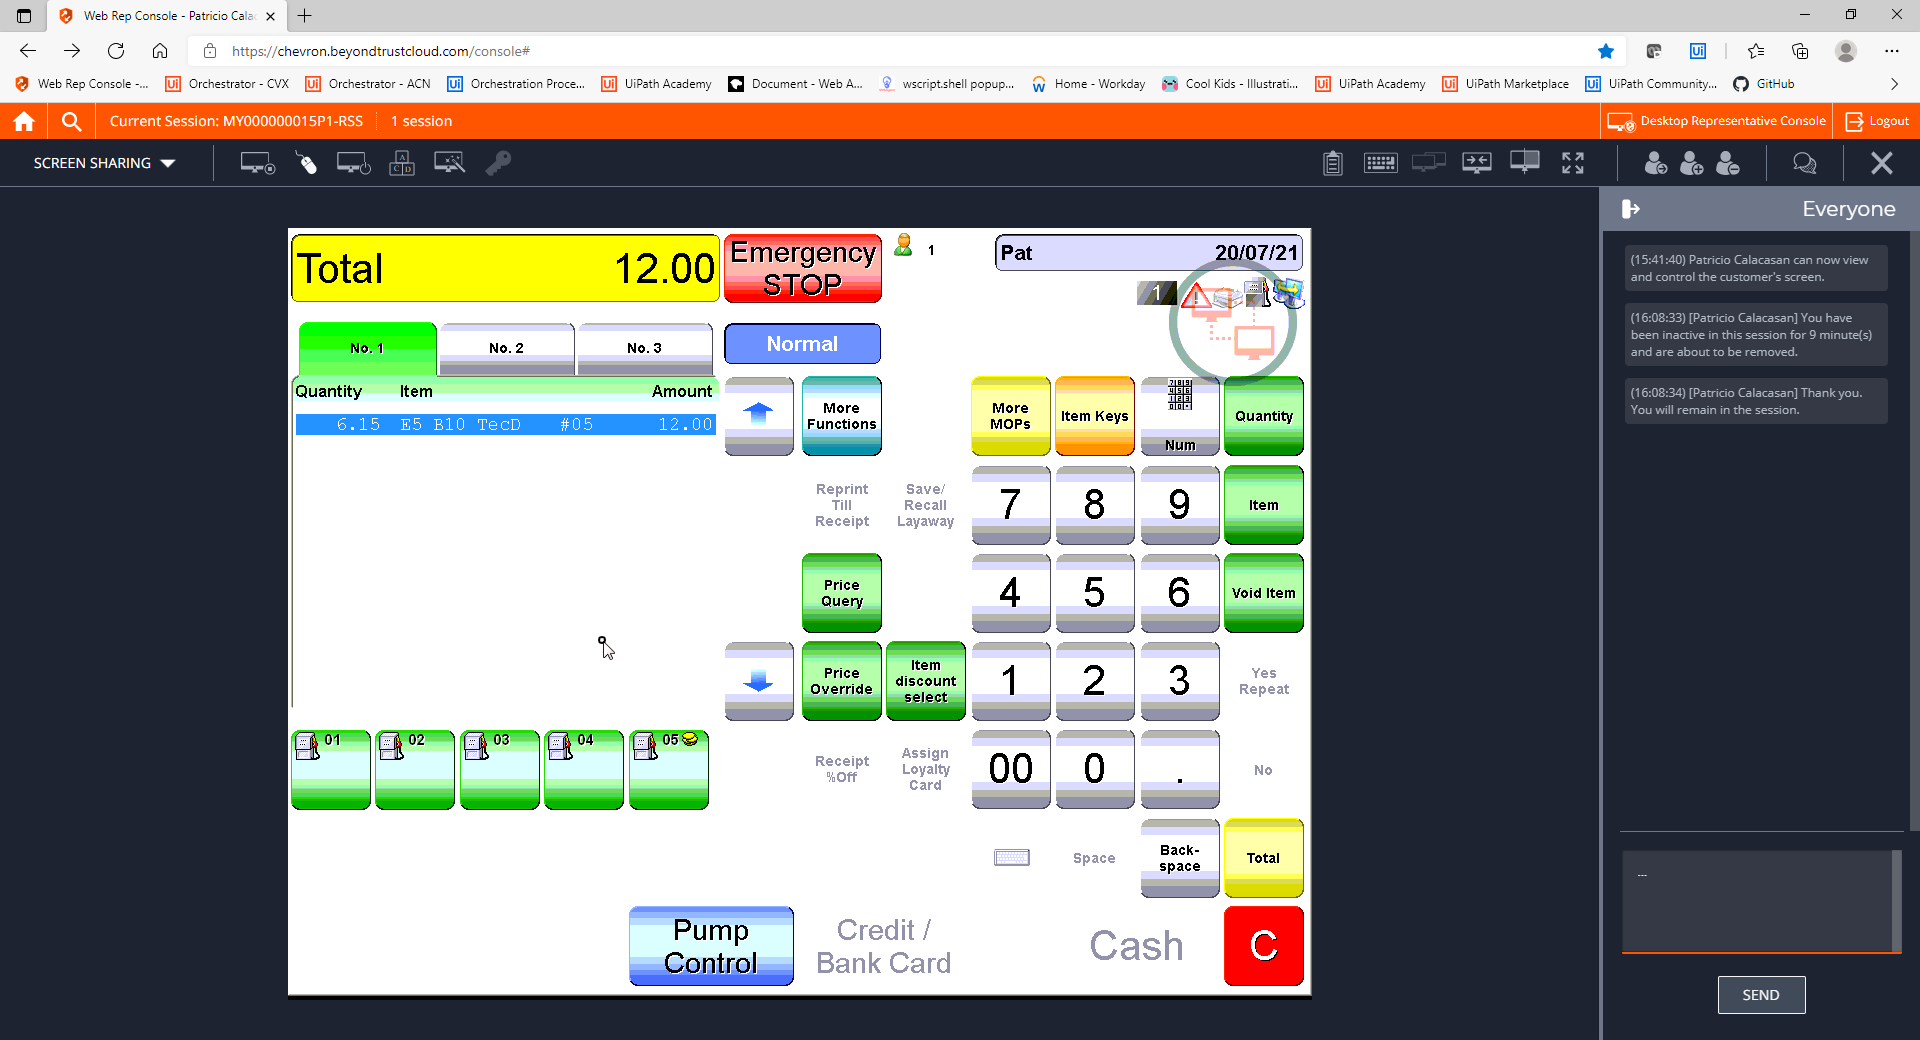 Web Rep Console - Patricio Cala
https://chevron.beyondtrustcloud.com/console#
Web Rep Console -...
Orchestrator - CVX
Orchestrator - ACN
Orchestration Proce...
UiPath Academy
Document - Web A...
wscript.shell popup...
Home - Workday
Cool Kids - Illustrati...
UiPath Academy
UiPath Marketplace
UiPath Community...
GitHub
Current Session: MY000000015P1-RSS
1 session
Desktop Representative Console
Logout
SCREEN SHARING
Everyone
(15:41:40) Patricio Calacasan can now view
and control the customer's screen.
(16:08:33) [Patricio Calacasan] You have
been inactive in this session for 9 minute(s)
and are about to be removed.
(16:08:34) [Patricio Calacasan] Thank you.
You will remain in the session.
---
SEND
Total 12.00
Emergency
STOP
1
Pat 20/07/21
1
No. 1
No. 2
No. 3
Normal
Quantity Item Amount
6.15 E5 B10 TecD #05 12.00
More
Functions
More
MOPs
Item Keys
Num
Quantity
Reprint
Till
Receipt
Save/
Recall
Layaway
7
8
9
Item
Price
Query
4
5
6
Void Item
Price
Override
Item
discount
select
1
2
3
Yes
Repeat
01
02
03
04
05
Receipt
%Off
Assign
Loyalty
Card
00
0
.
No
Space
Back-
space
Total
Pump
Control
Credit /
Bank Card
Cash
C